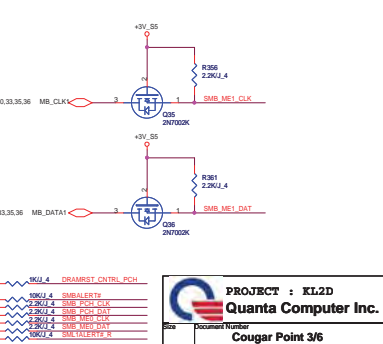 +3V_S5
2
R356
2.2K/J_4
0,33,35,36 MB_CLK1 3 1 SMB_ME1_CLK
Q35
2N7002K
+3V_S5
2
R361
2.2K/J_4
33,35,36 MB_DATA1 3 1 SMB_ME1_DAT
Q36
2N7002K
1K/J_4 DRAMRST_CNTRL_PCH
10K/J_4 SMBALERT#
2.2K/J_4 SMB_PCH_CLK
2.2K/J_4 SMB_PCH_DAT
2.2K/J_4 SMB_ME0_CLK
2.2K/J_4 SMB_ME0_DAT
10K/J_4 SML1ALERT#_R
PROJECT : KL2D
Quanta Computer Inc.
Size Document Number
Cougar Point 3/6